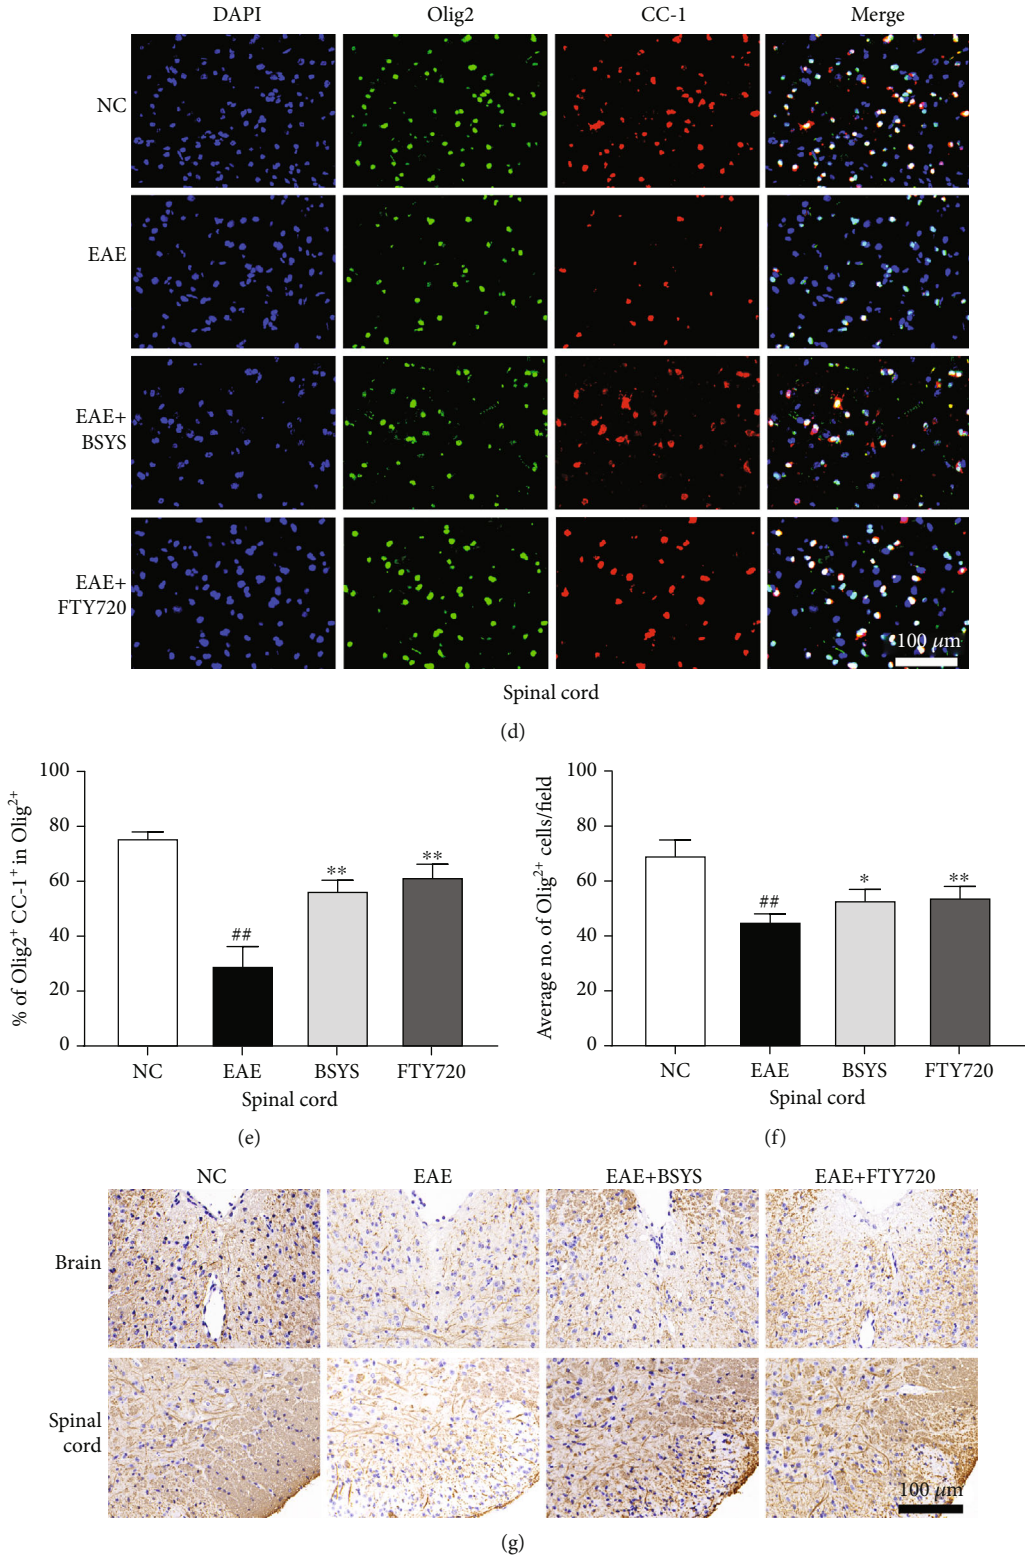 DAPI Olig2 CC-1 Merge
NC
EAE
EAE+
BSYS
EAE+
FTY720
100 μm
Spinal cord
(d)
% of Olig2⁺ CC-1⁺ in Olig²⁺
100
80
60
40
20
0
##
**
**
NC EAE BSYS FTY720
Spinal cord
(e)
Average no. of Olig²⁺ cells/field
100
80
60
40
20
0
##
*
**
NC EAE BSYS FTY720
Spinal cord
(f)
NC EAE EAE+BSYS EAE+FTY720
Brain
Spinal
cord
100 μm
(g)